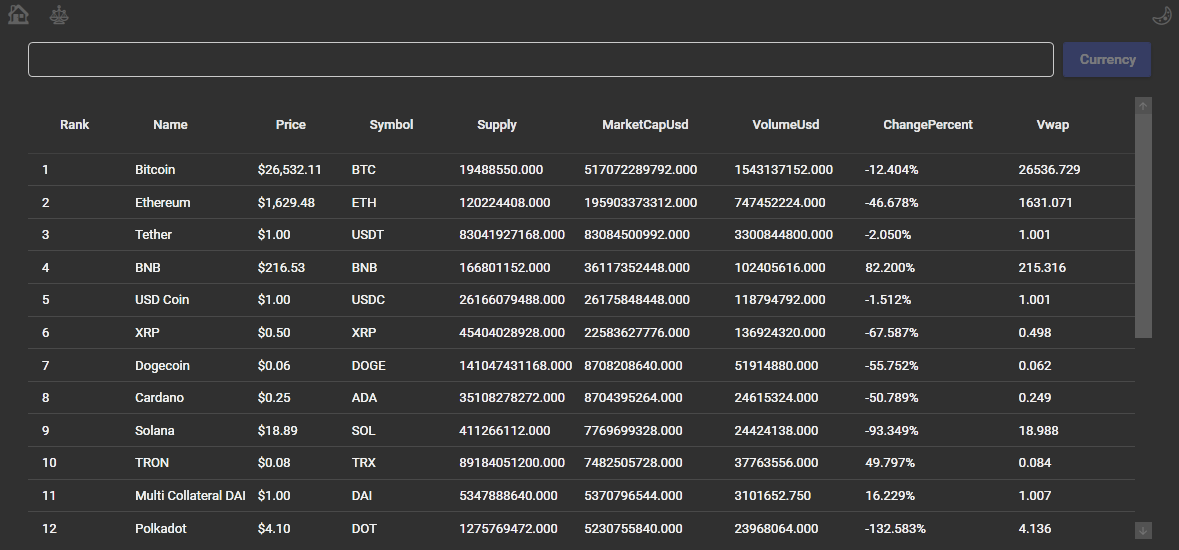 Currency
Rank Name Price Symbol Supply MarketCapUsd VolumeUsd ChangePercent Vwap
1 Bitcoin $26,532.11 BTC 19488550.000 517072289792.000 1543137152.000 -12.404% 26536.729
2 Ethereum $1,629.48 ETH 120224408.000 195903373312.000 747452224.000 -46.678% 1631.071
3 Tether $1.00 USDT 83041927168.000 83084500992.000 3300844800.000 -2.050% 1.001
4 BNB $216.53 BNB 166801152.000 36117352448.000 102405616.000 82.200% 215.316
5 USD Coin $1.00 USDC 26166079488.000 26175848448.000 118794792.000 -1.512% 1.001
6 XRP $0.50 XRP 45404028928.000 22583627776.000 136924320.000 -67.587% 0.498
7 Dogecoin $0.06 DOGE 141047431168.000 8708208640.000 51914880.000 -55.752% 0.062
8 Cardano $0.25 ADA 35108278272.000 8704395264.000 24615324.000 -50.789% 0.249
9 Solana $18.89 SOL 411266112.000 7769699328.000 24424138.000 -93.349% 18.988
10 TRON $0.08 TRX 89184051200.000 7482505728.000 37763556.000 49.797% 0.084
11 Multi Collateral DAI $1.00 DAI 5347888640.000 5370796544.000 3101652.750 16.229% 1.007
12 Polkadot $4.10 DOT 1275769472.000 5230755840.000 23968064.000 -132.583% 4.136